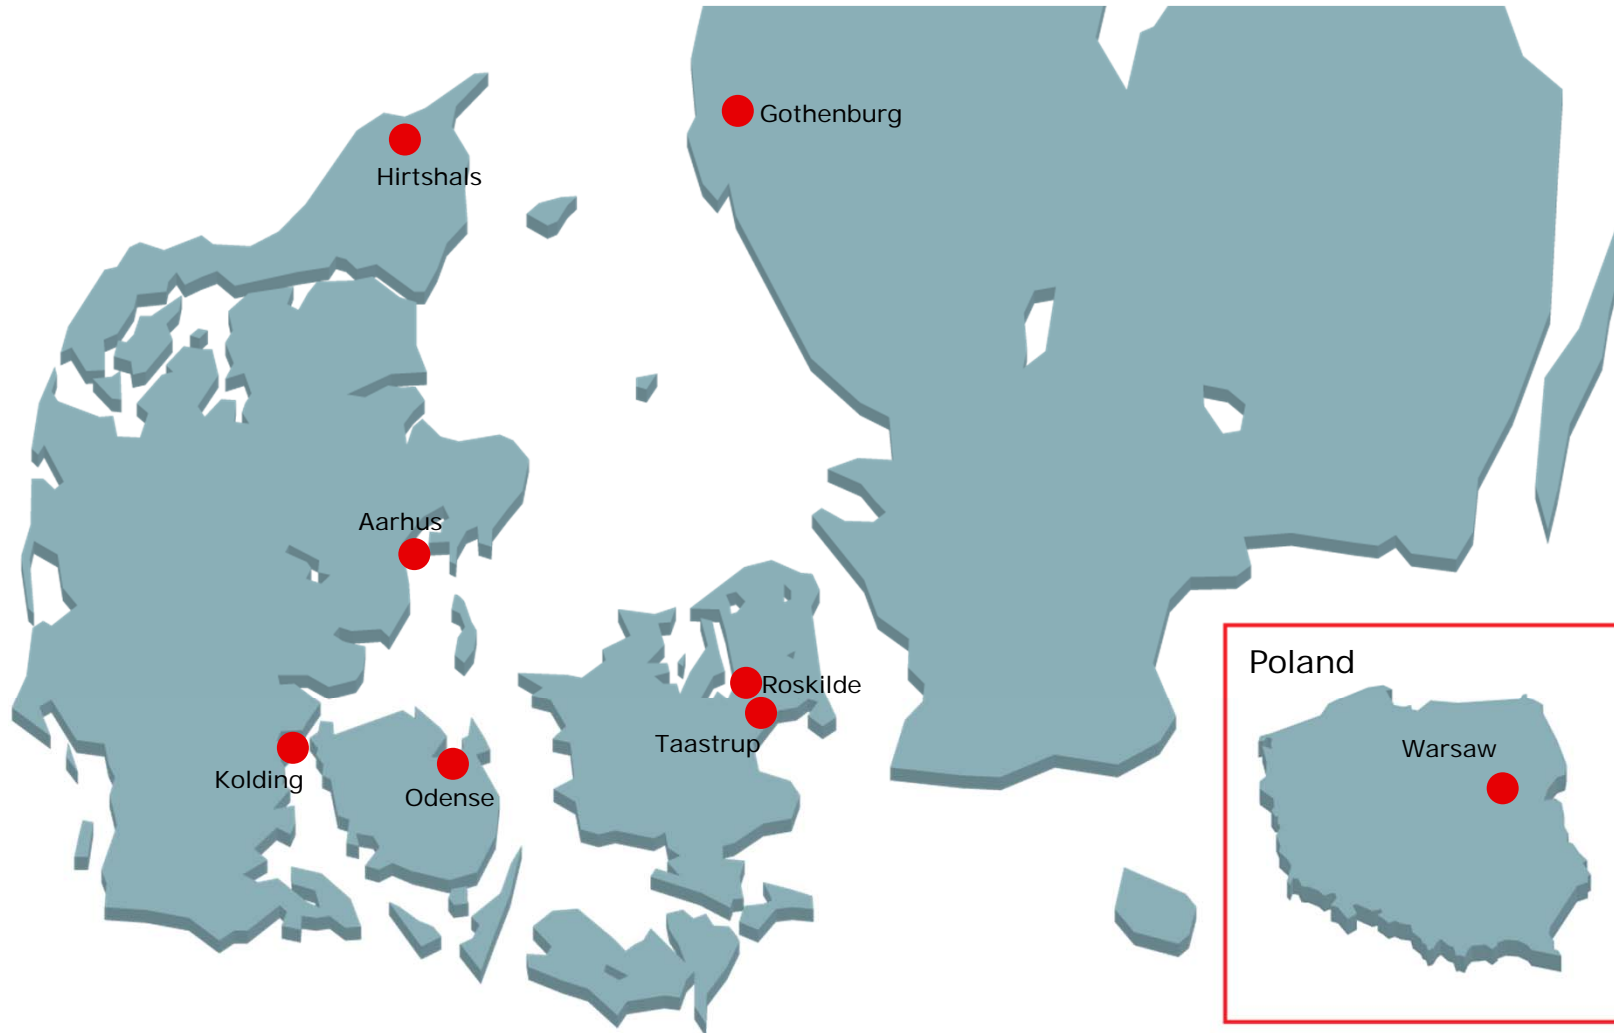 Gothenburg
Hirtshals
Aarhus
Roskilde
Taastrup
Kolding
Odense
Poland
Warsaw